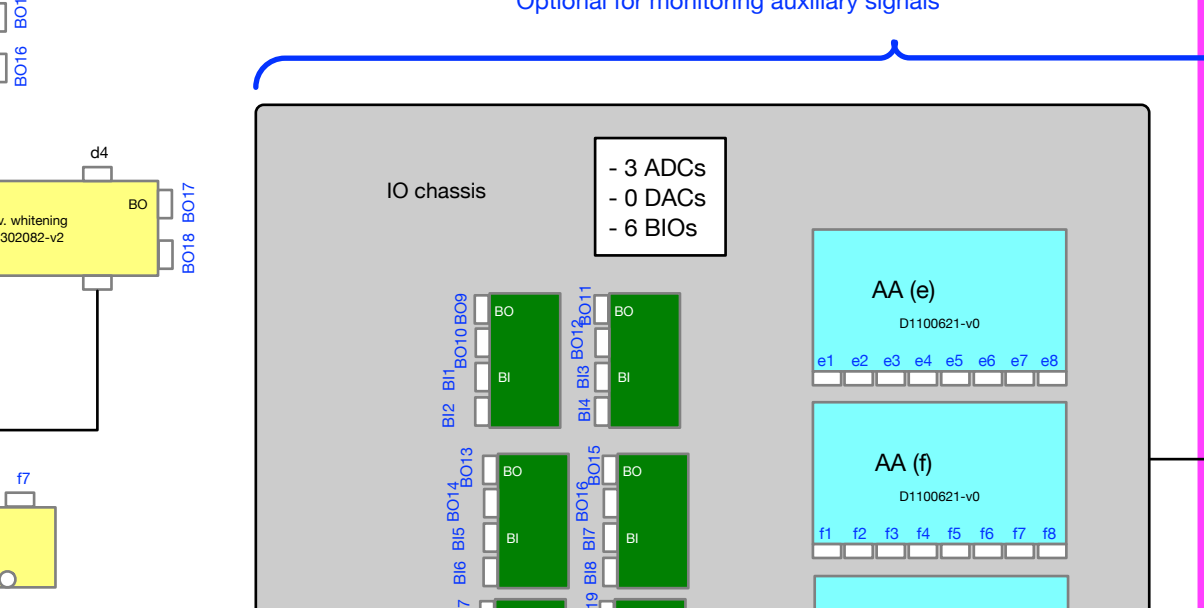 Optional for monitoring auxiliary signals
BO16
d4
BO
BO17
BO18
whitening
302082-v2
f7
IO chassis
- 3 ADCs
- 0 DACs
- 6 BIOs
BO9
BO10
BI1
BI2
BO
BI
BO11
BO12
BI3
BI4
BO
BI
BO13
BO14
BI5
BI6
BO
BI
BO15
BO16
BI7
BI8
BO
BI
AA (e)
D1100621-v0
e1 e2 e3 e4 e5 e6 e7 e8
AA (f)
D1100621-v0
f1 f2 f3 f4 f5 f6 f7 f8